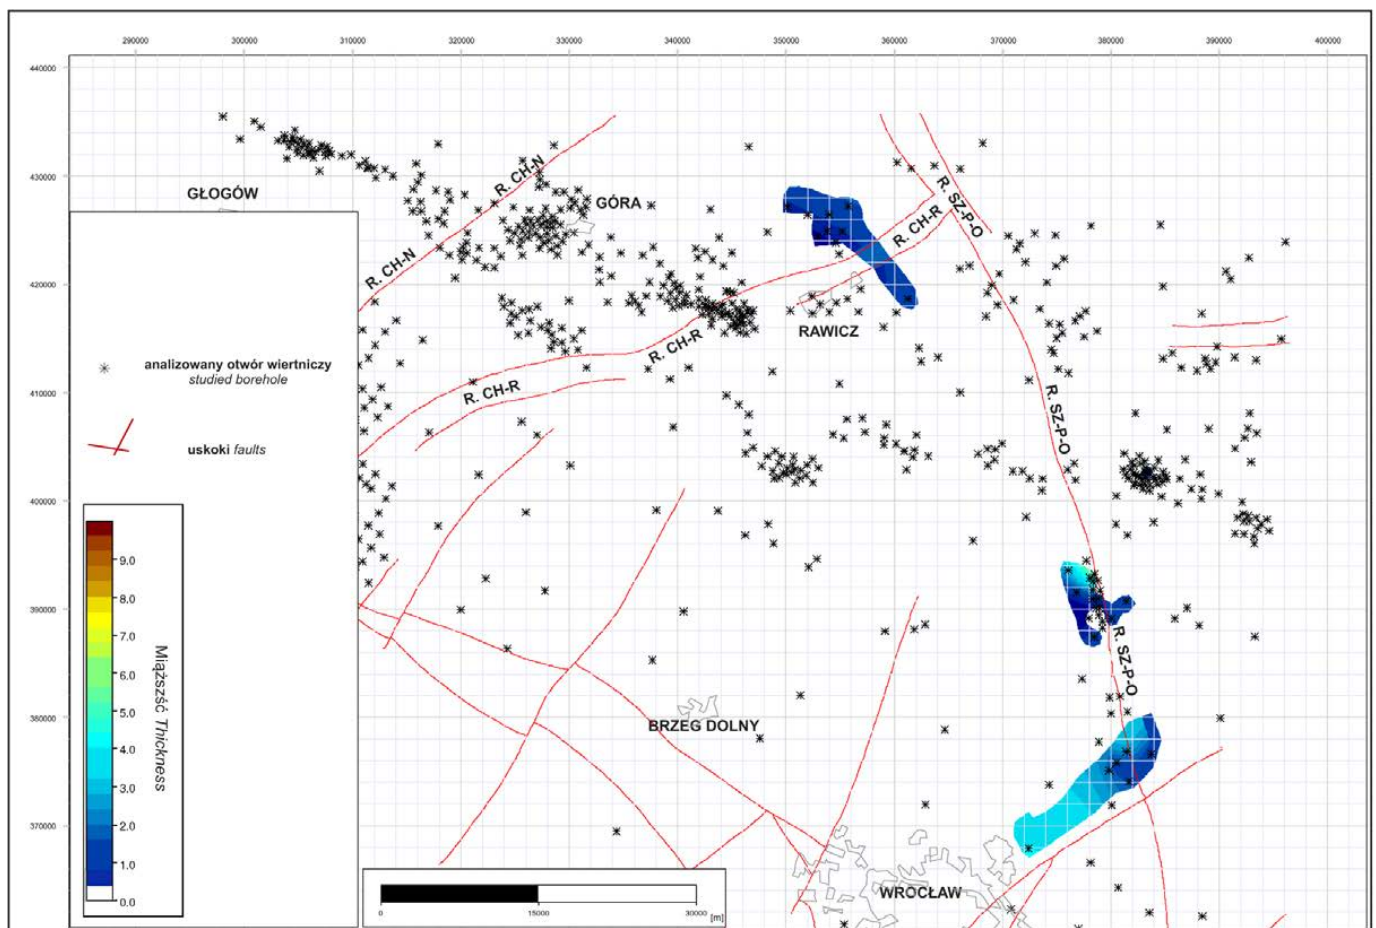 290000 300000 310000 320000 330000 340000 350000 360000 370000 380000 390000 400000
440000
430000
420000
410000
400000
390000
380000
370000
GŁOGÓW
R. CH-N
GÓRA
R. SZ-P-O
R. CH-R
R. CH-N
RAWICZ
R. CH-R
R. CH-R
R. SZ-P-O
R. SZ-P-O
BRZEG DOLNY
WROCŁAW
analizowany otwór wiertniczy
studied borehole
uskoki faults
9.0
8.0
7.0
6.0
5.0
4.0
3.0
2.0
1.0
0.0
Miąższść Thickness
0 15000 30000 [m]